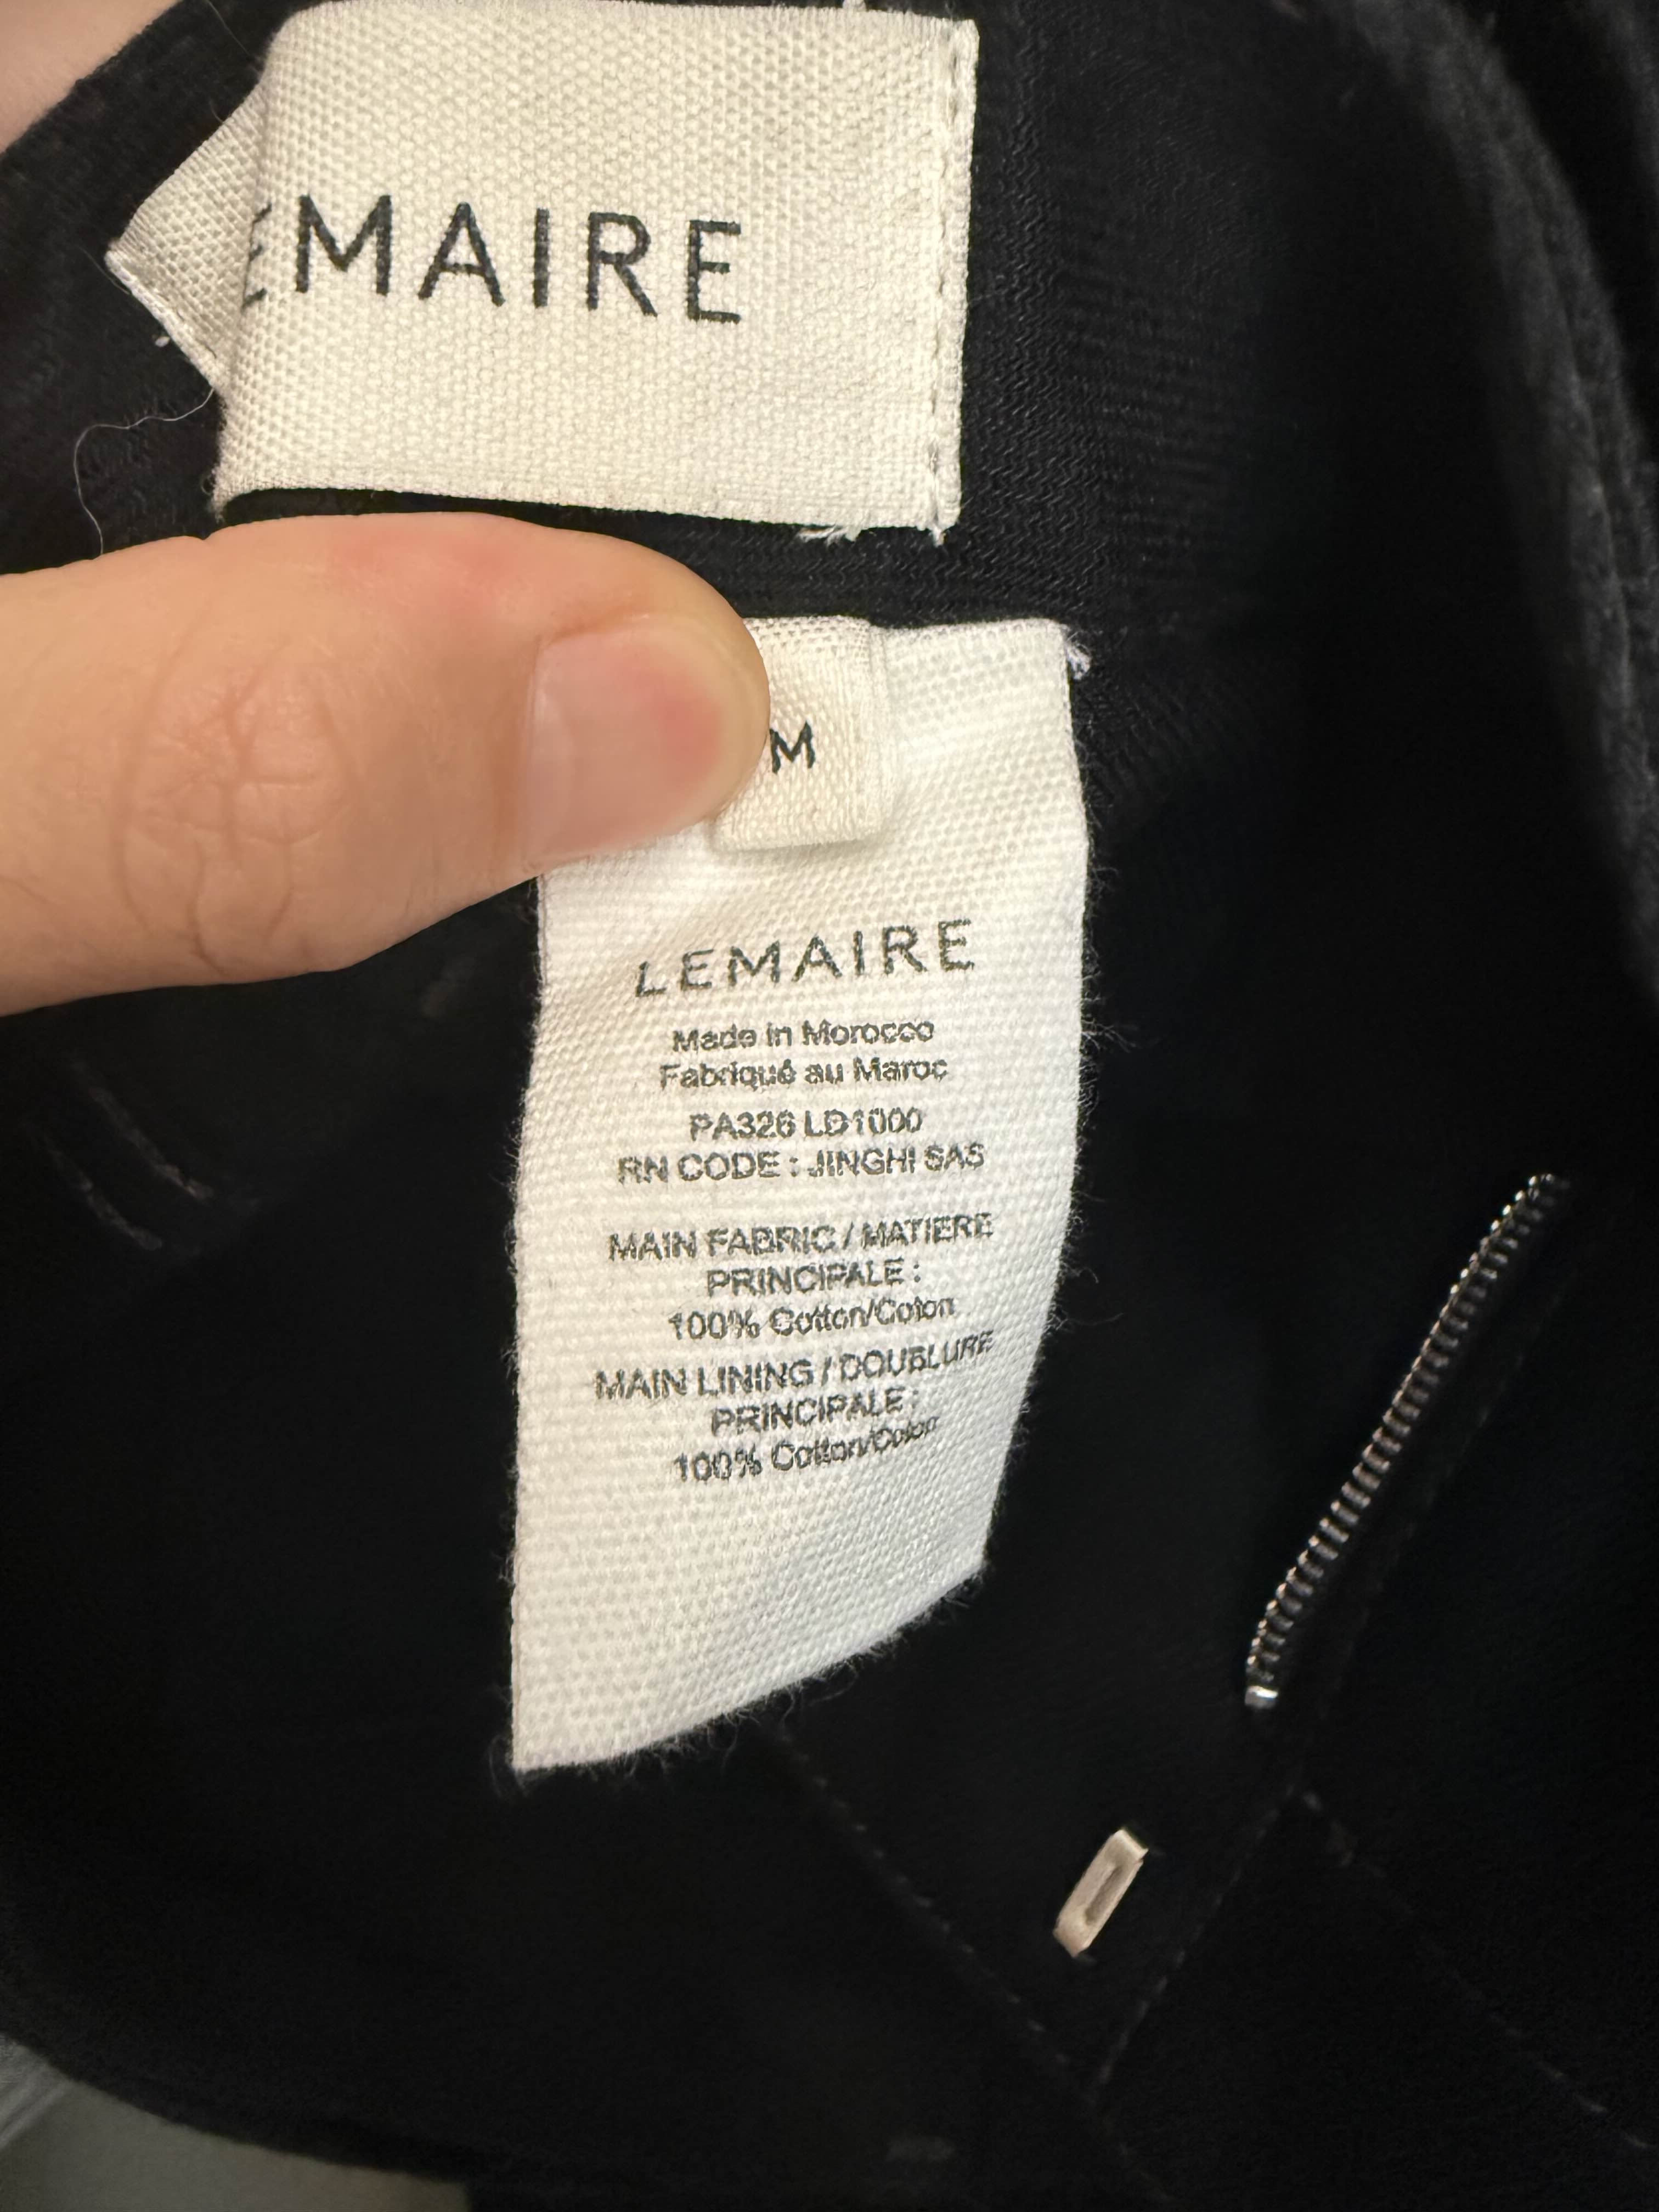 EMAIRE
M
LEMAIRE
Made in Morocco
Fabriqué au Maroc
PA326 LD1000
RN CODE : JINGHI SAS
MAIN FABRIC / MATIERE
PRINCIPALE :
100% Cotton/Coton
MAIN LINING / DOUBLURE
PRINCIPALE :
100% Cotton/Coton